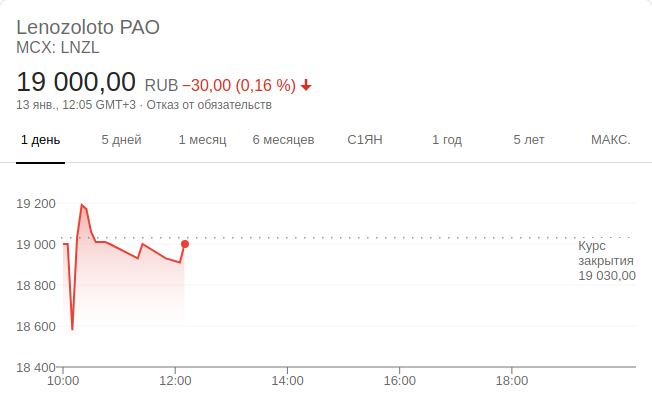 Lenozoloto PAO
MCX: LNZL
19 000,00 RUB −30,00 (0,16 %)
13 янв., 12:05 GMT+3 · Отказ от обязательств
1 день 5 дней 1 месяц 6 месяцев С1ЯН 1 год 5 лет МАКС.
19 200
19 000
Курс
закрытия
18 800
19 030,00
18 600
18 400
10:00 12:00 14:00 16:00 18:00